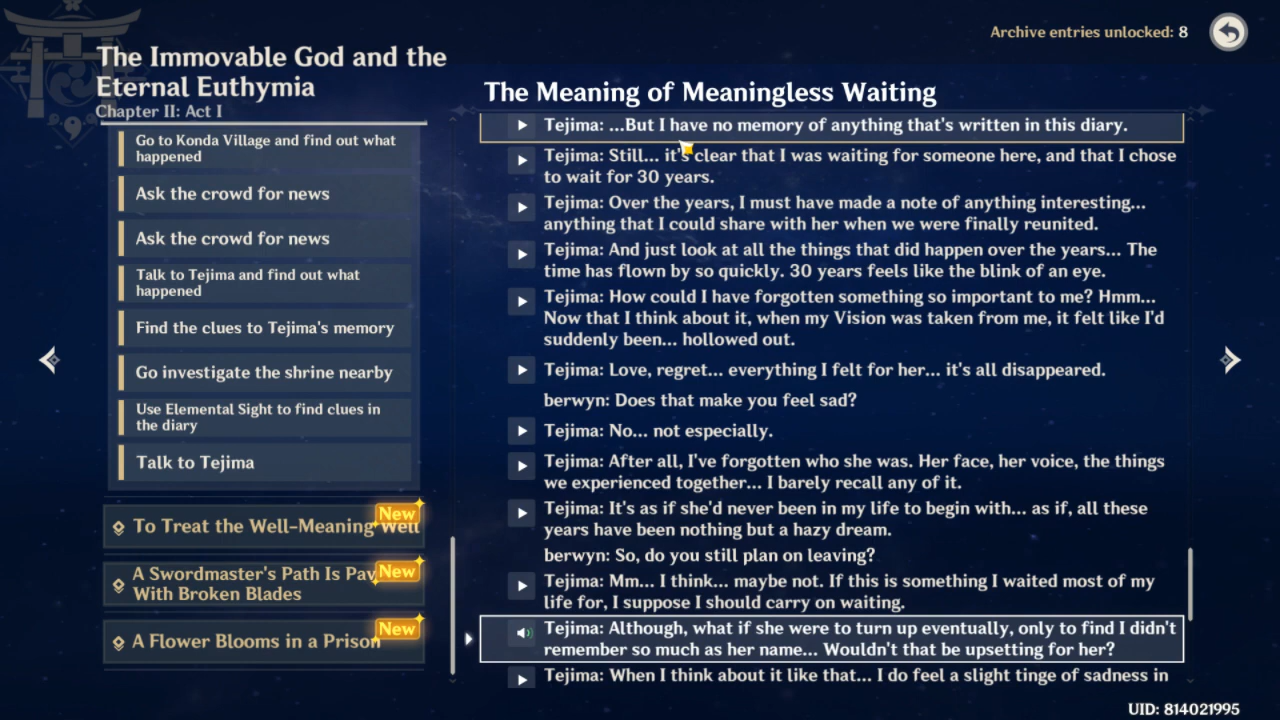 Archive entries unlocked: 8
The Immovable God and the
Eternal Euthymia
Chapter II: Act I
Go to Konda Village and find out what
happened
Ask the crowd for news
Ask the crowd for news
Talk to Tejima and find out what
happened
Find the clues to Tejima's memory
Go investigate the shrine nearby
Use Elemental Sight to find clues in
the diary
Talk to Tejima
New
To Treat the Well-Meaning Well
New
A Swordmaster's Path Is Pav
With Broken Blades
New
A Flower Blooms in a Prison
The Meaning of Meaningless Waiting
Tejima: ...But I have no memory of anything that's written in this diary.
Tejima: Still... it's clear that I was waiting for someone here, and that I chose
to wait for 30 years.
Tejima: Over the years, I must have made a note of anything interesting...
anything that I could share with her when we were finally reunited.
Tejima: And just look at all the things that did happen over the years... The
time has flown by so quickly. 30 years feels like the blink of an eye.
Tejima: How could I have forgotten something so important to me? Hmm...
Now that I think about it, when my Vision was taken from me, it felt like I'd
suddenly been... hollowed out.
Tejima: Love, regret... everything I felt for her... it's all disappeared.
berwyn: Does that make you feel sad?
Tejima: No... not especially.
Tejima: After all, I've forgotten who she was. Her face, her voice, the things
we experienced together... I barely recall any of it.
Tejima: It's as if she'd never been in my life to begin with... as if, all these
years have been nothing but a hazy dream.
berwyn: So, do you still plan on leaving?
Tejima: Mm... I think... maybe not. If this is something I waited most of my
life for, I suppose I should carry on waiting.
Tejima: Although, what if she were to turn up eventually, only to find I didn't
remember so much as her name... Wouldn't that be upsetting for her?
Tejima: When I think about it like that... I do feel a slight tinge of sadness in
UID: 814021995